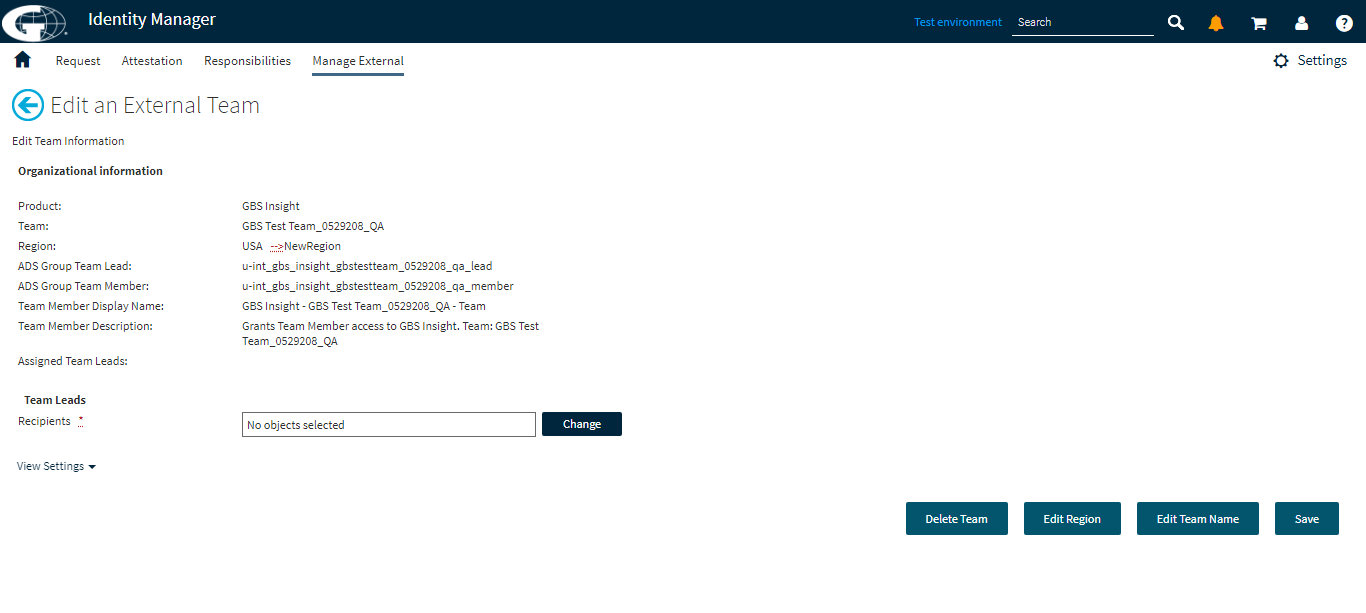 Identity Manager
Test environment
Search
Request
Attestation
Responsibilities
Manage External
Settings
Edit an External Team
Edit Team Information
Organizational information
Product: GBS Insight
Team: GBS Test Team_0529208_QA
Region: USA -->NewRegion
ADS Group Team Lead: u-int_gbs_insight_gbstestteam_0529208_qa_lead
ADS Group Team Member: u-int_gbs_insight_gbstestteam_0529208_qa_member
Team Member Display Name: GBS Insight - GBS Test Team_0529208_QA - Team
Team Member Description: Grants Team Member access to GBS Insight. Team: GBS Test
Team_0529208_QA
Assigned Team Leads:
Team Leads
Recipients * No objects selected Change
View Settings
Delete Team
Edit Region
Edit Team Name
Save